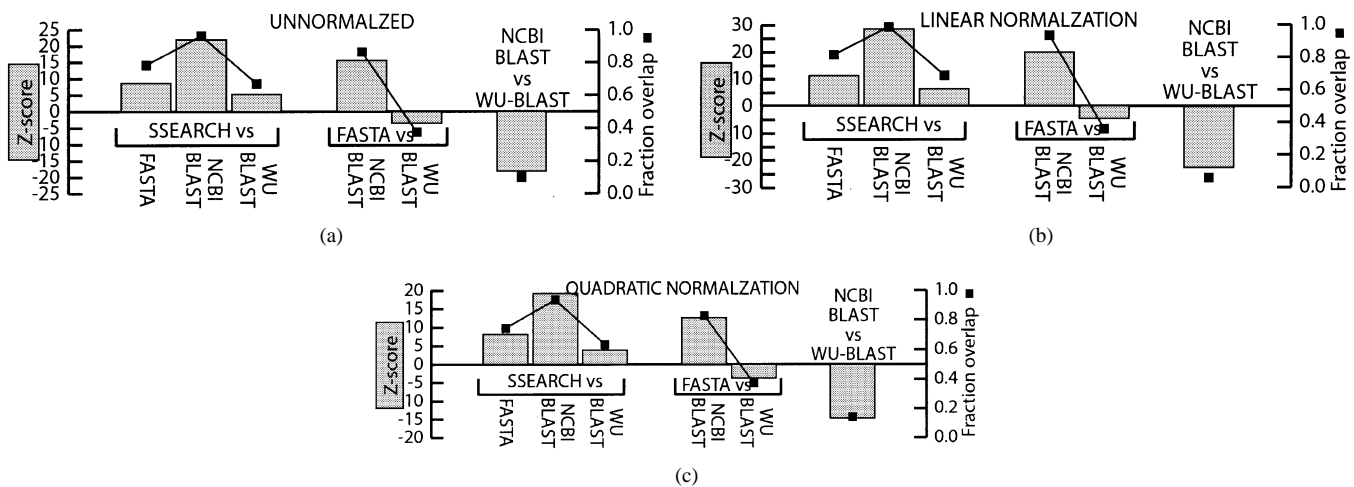 UNNORMALZED
Z-score
25
20
15
10
5
0
-5
-10
-15
-20
-25
SSEARCH vs
FASTA
NCBI
BLAST
WU
BLAST
FASTA vs
NCBI
BLAST
WU
BLAST
NCBI
BLAST
vs
WU-BLAST
1.0
0.8
0.6
0.4
0.2
0.0
Fraction overlap
(a)
LINEAR NORMALZATION
Z-score
30
20
10
0
-10
-20
-30
SSEARCH vs
FASTA
NCBI
BLAST
WU
BLAST
FASTA vs
NCBI
BLAST
WU
BLAST
NCBI
BLAST
vs
WU-BLAST
1.0
0.8
0.6
0.4
0.2
0.0
Fraction overlap
(b)
QUADRATIC NORMALZATION
Z-score
20
15
10
5
0
-5
-10
-15
-20
SSEARCH vs
FASTA
NCBI
BLAST
WU
BLAST
FASTA vs
NCBI
BLAST
WU
BLAST
NCBI
BLAST
vs
WU-BLAST
1.0
0.8
0.6
0.4
0.2
0.0
Fraction overlap
(c)